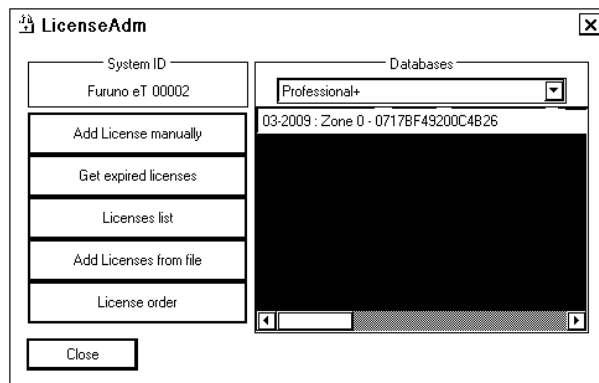 LicenseAdm
System ID
Furuno eT 00002
Databases
Professional+
03-2009 : Zone 0 - 0717BF49200C4B26
Add License manually
Get expired licenses
Licenses list
Add Licenses from file
License order
Close